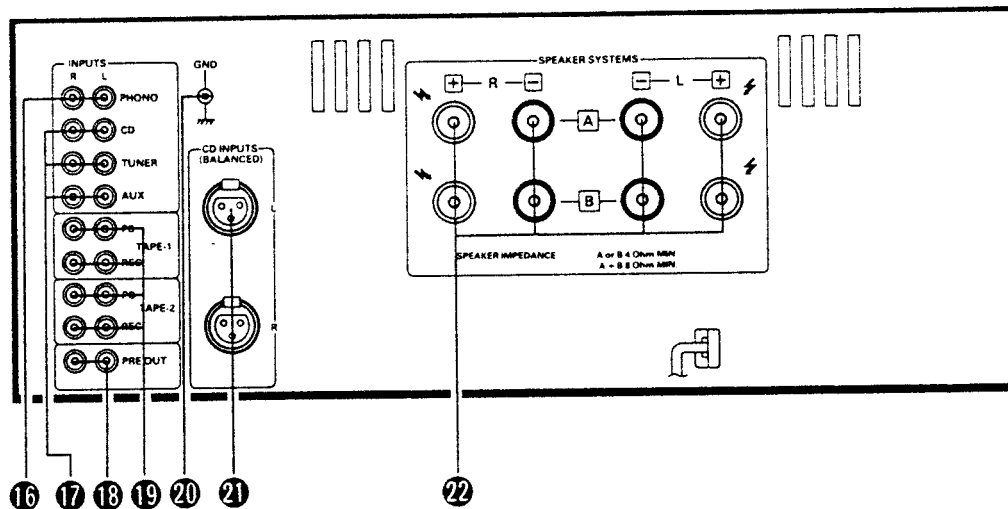 INPUTS
R L
PHONO
CD
TUNER
AUX
PB
TAPE-1
REC
PB
TAPE-2
REC
PRE OUT
GND
CD INPUTS
(BALANCED)
L
R
SPEAKER SYSTEMS
+ R − − L +
A
B
SPEAKER IMPEDANCE A or B 4 Ohm MIN
A + B 8 Ohm MIN
16 17 18 19 20 21 22